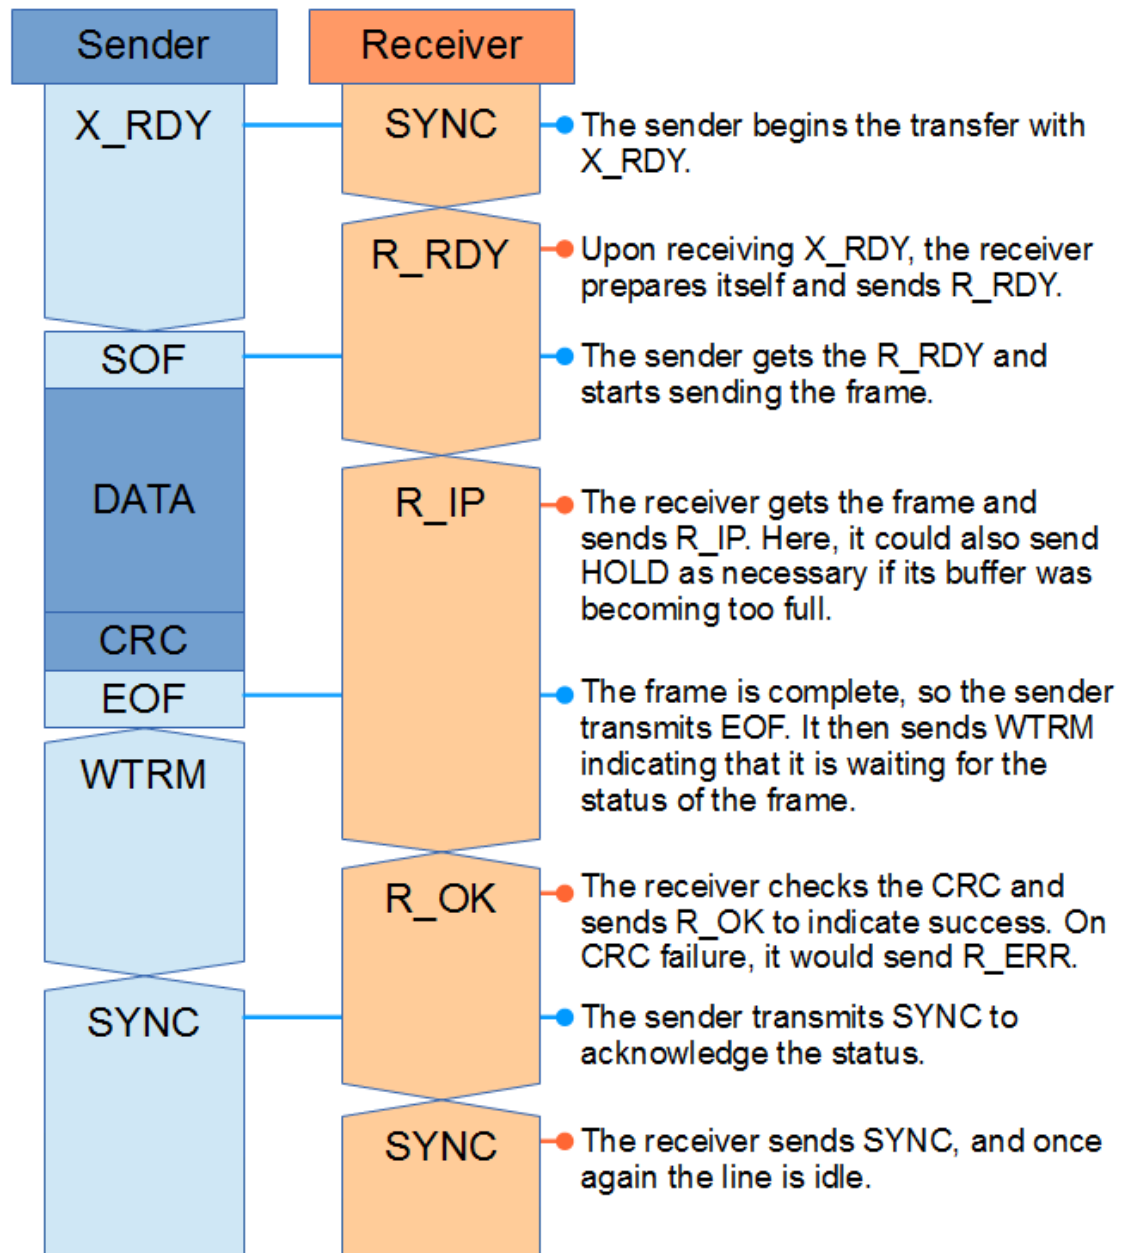 Sender
Receiver
X_RDY
SYNC
The sender begins the transfer with
X_RDY.
R_RDY
Upon receiving X_RDY, the receiver
prepares itself and sends R_RDY.
SOF
The sender gets the R_RDY and
starts sending the frame.
DATA
R_IP
The receiver gets the frame and
sends R_IP. Here, it could also send
HOLD as necessary if its buffer was
becoming too full.
CRC
EOF
The frame is complete, so the sender
transmits EOF. It then sends WTRM
indicating that it is waiting for the
status of the frame.
WTRM
R_OK
The receiver checks the CRC and
sends R_OK to indicate success. On
CRC failure, it would send R_ERR.
SYNC
The sender transmits SYNC to
acknowledge the status.
SYNC
The receiver sends SYNC, and once
again the line is idle.